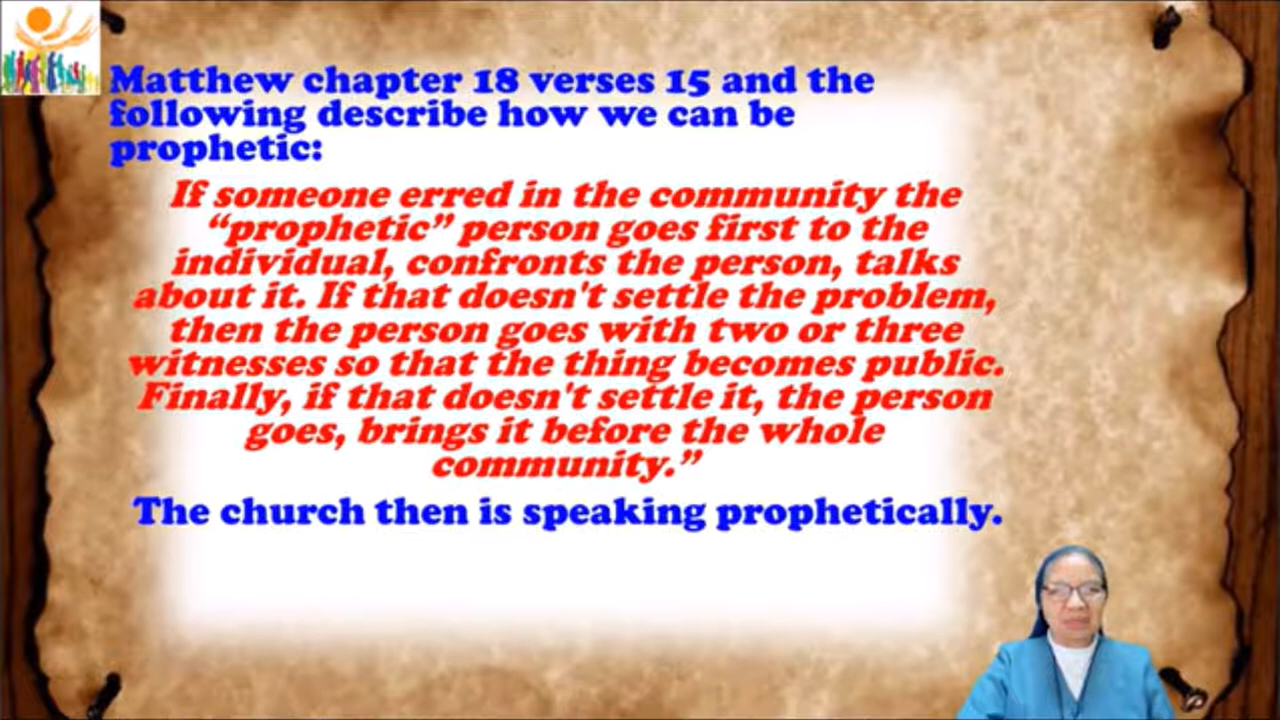 Matthew chapter 18 verses 15 and the
following describe how we can be
prophetic:
If someone erred in the community the
“prophetic” person goes first to the
individual, confronts the person, talks
about it. If that doesn't settle the problem,
then the person goes with two or three
witnesses so that the thing becomes public.
Finally, if that doesn't settle it, the person
goes, brings it before the whole
community.”
The church then is speaking prophetically.